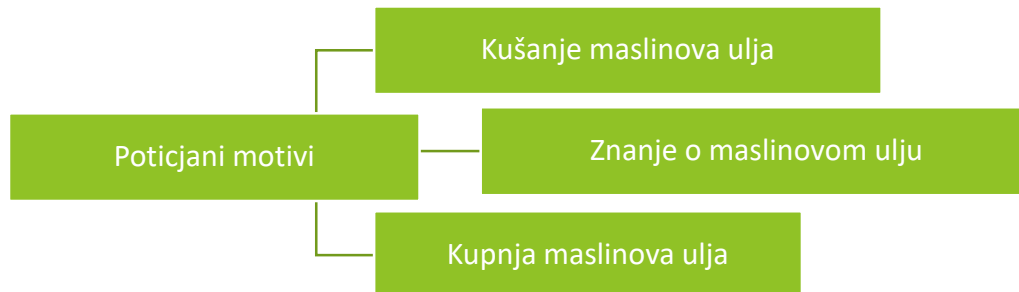 Kušanje maslinova ulja
Poticjani motivi
Znanje o maslinovom ulju
Kupnja maslinova ulja